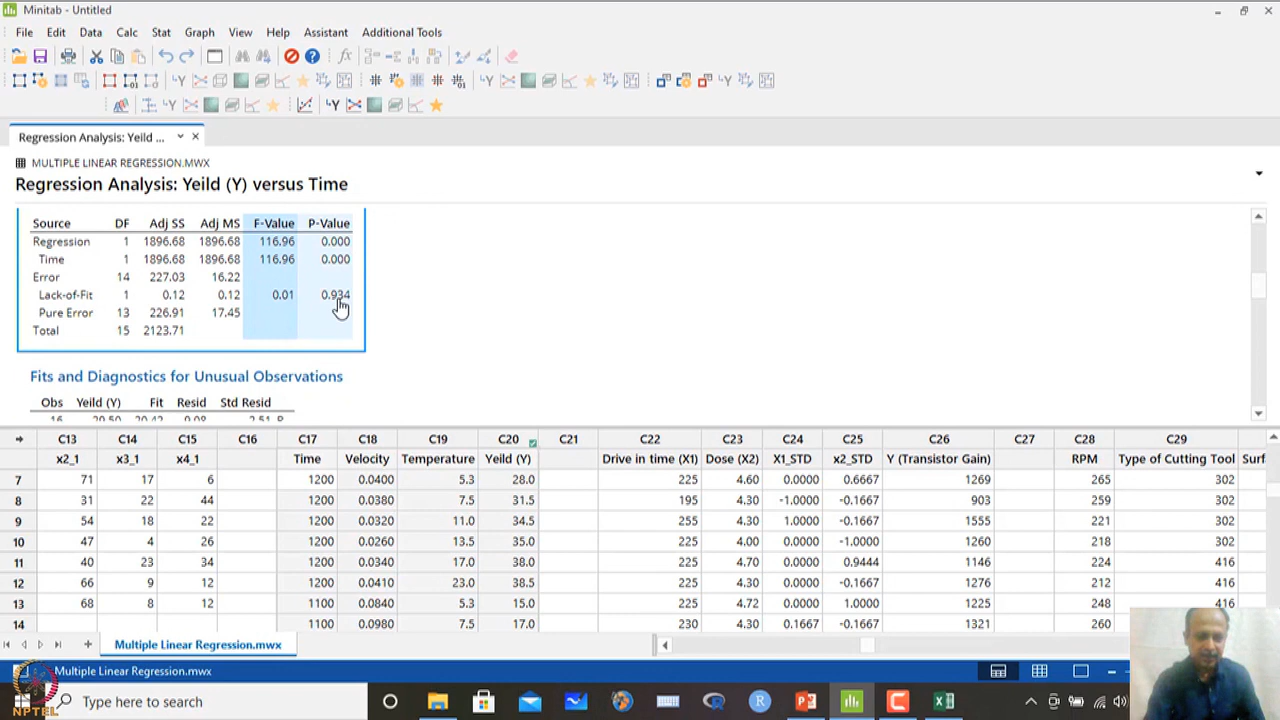 Minitab - Untitled
File Edit Data Calc Stat Graph View Help Assistant Additional Tools
Regression Analysis: Yeild ...
MULTIPLE LINEAR REGRESSION.MWX
Regression Analysis: Yeild (Y) versus Time
Source DF Adj SS Adj MS F-Value P-Value
Regression 1 1896.68 1896.68 116.96 0.000
Time 1 1896.68 1896.68 116.96 0.000
Error 14 227.03 16.22
Lack-of-Fit 1 0.12 0.12 0.01 0.934
Pure Error 13 226.91 17.45
Total 15 2123.71
Fits and Diagnostics for Unusual Observations
Obs Yeild (Y) Fit Resid Std Resid
C13 C14 C15 C16 C17 C18 C19 C20 C21 C22 C23 C24 C25 C26 C27 C28 C29
x2_1 x3_1 x4_1 Time Velocity Temperature Yeild (Y) Drive in time (X1) Dose (X2) X1_STD x2_STD Y (Transistor Gain) RPM Type of Cutting Tool Surf
7 71 17 6 1200 0.0400 5.3 28.0 225 4.60 0.0000 0.6667 1269 265 302
8 31 22 44 1200 0.0380 7.5 31.5 195 4.30 -1.0000 -0.1667 903 259 302
9 54 18 22 1200 0.0320 11.0 34.5 255 4.30 1.0000 -0.1667 1555 221 302
10 47 4 26 1200 0.0260 13.5 35.0 225 4.00 0.0000 -1.0000 1260 218 302
11 40 23 34 1200 0.0340 17.0 38.0 225 4.70 0.0000 0.9444 1146 224 416
12 66 9 12 1200 0.0410 23.0 38.5 225 4.30 0.0000 -0.1667 1276 212 416
13 68 8 12 1100 0.0840 5.3 15.0 225 4.72 0.0000 1.0000 1225 248 416
14 1100 0.0980 7.5 17.0 230 4.30 0.1667 -0.1667 1321 260
Multiple Linear Regression.mwx
Multiple Linear Regression.mwx
Type here to search
NPTEL